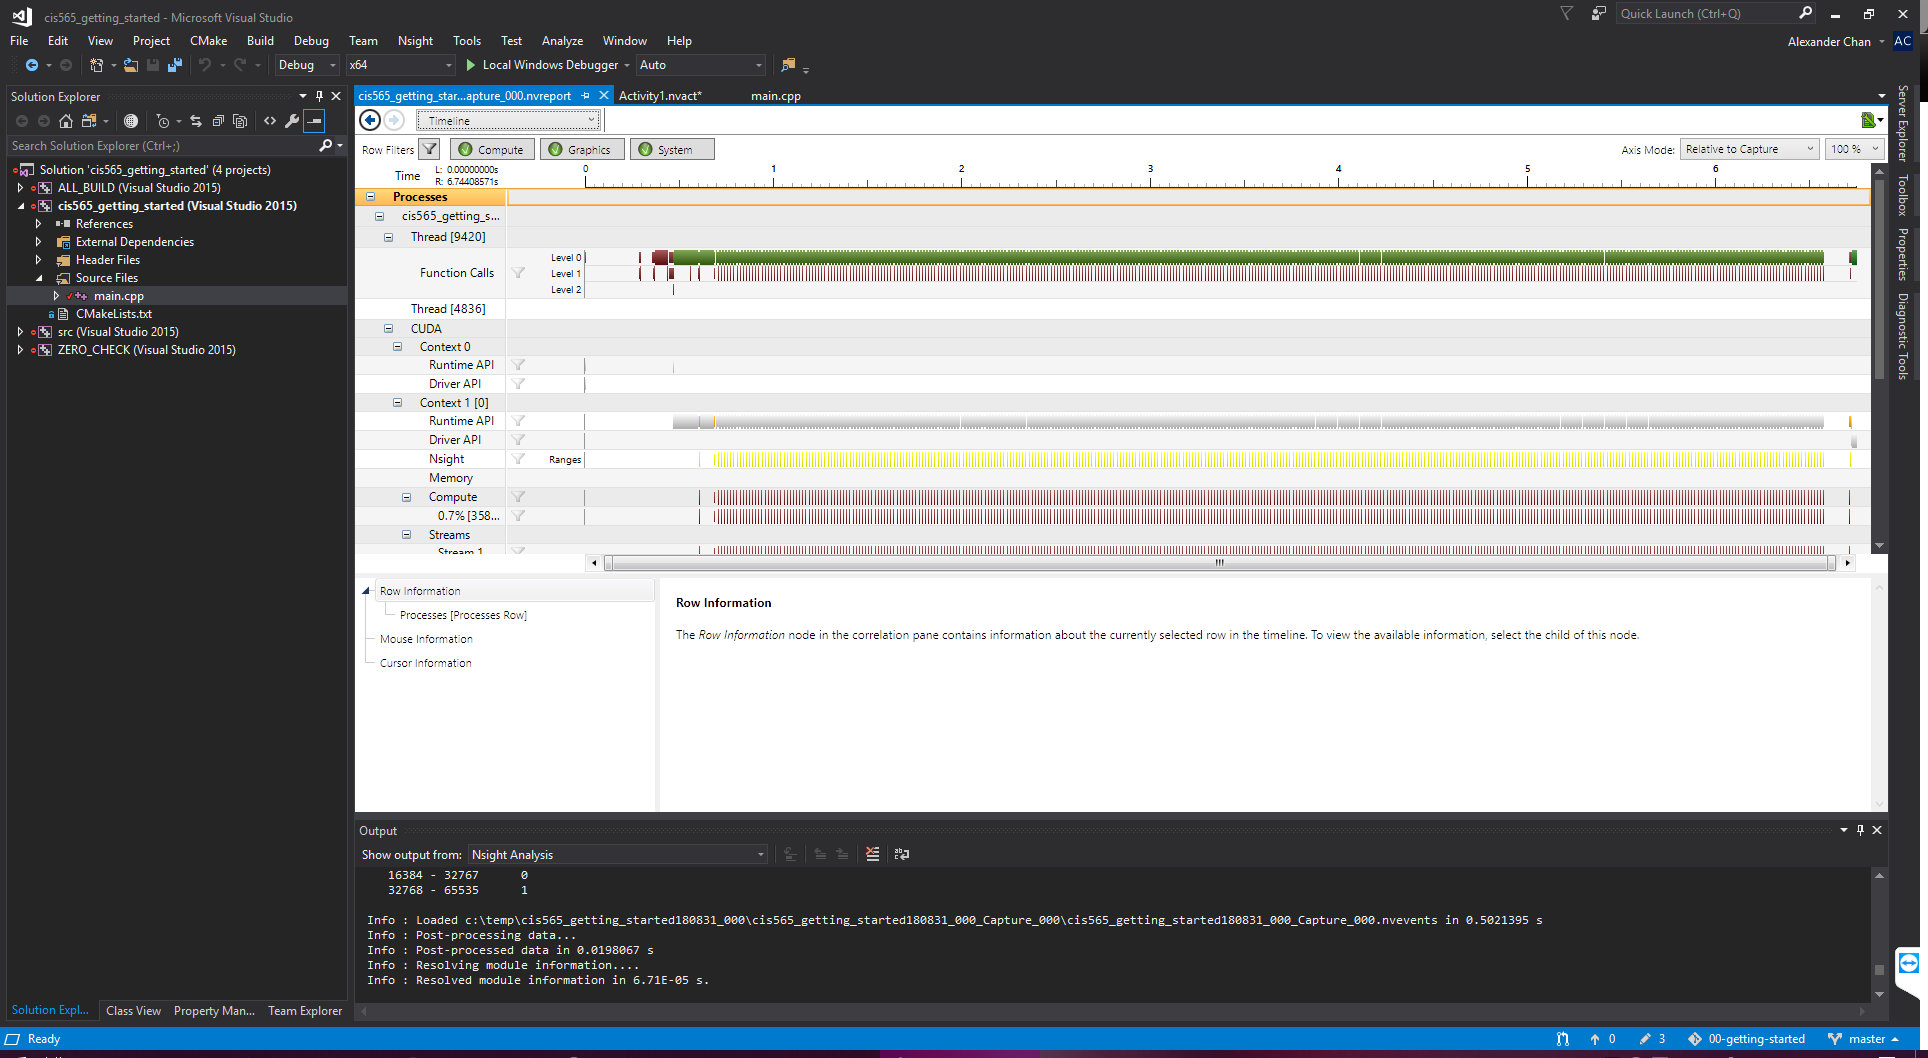 cis565_getting_started - Microsoft Visual Studio
Quick Launch (Ctrl+Q)
File Edit View Project CMake Build Debug Team Nsight Tools Test Analyze Window Help
Alexander Chan AC
Debug x64 Local Windows Debugger Auto
Solution Explorer
Search Solution Explorer (Ctrl+;)
Solution 'cis565_getting_started' (4 projects)
ALL_BUILD (Visual Studio 2015)
cis565_getting_started (Visual Studio 2015)
References
External Dependencies
Header Files
Source Files
main.cpp
CMakeLists.txt
src (Visual Studio 2015)
ZERO_CHECK (Visual Studio 2015)
Solution Expl... Class View Property Man... Team Explorer
cis565_getting_star...apture_000.nvreport Activity1.nvact* main.cpp
Timeline
Row Filters Compute Graphics System Axis Mode: Relative to Capture 100 %
Time L: 0.00000000s
R: 6.74408571s
0 1 2 3 4 5 6
Processes
cis565_getting_s...
Thread [9420]
Function Calls
Level 0
Level 1
Level 2
Thread [4836]
CUDA
Context 0
Runtime API
Driver API
Context 1 [0]
Runtime API
Driver API
Nsight Ranges
Memory
Compute
0.7% [358...
Streams
Stream 1
Row Information
Processes [Processes Row]
Mouse Information
Cursor Information
Row Information
The Row Information node in the correlation pane contains information about the currently selected row in the timeline. To view the available information, select the child of this node.
Output
Show output from: Nsight Analysis
16384 - 32767 0
32768 - 65535 1
Info : Loaded c:\temp\cis565_getting_started180831_000\cis565_getting_started180831_000_Capture_000\cis565_getting_started180831_000_Capture_000.nvevents in 0.5021395 s
Info : Post-processing data...
Info : Post-processed data in 0.0198067 s
Info : Resolving module information....
Info : Resolved module information in 6.71E-05 s.
Server Explorer
Toolbox
Properties
Diagnostic Tools
Ready 0 3 00-getting-started master